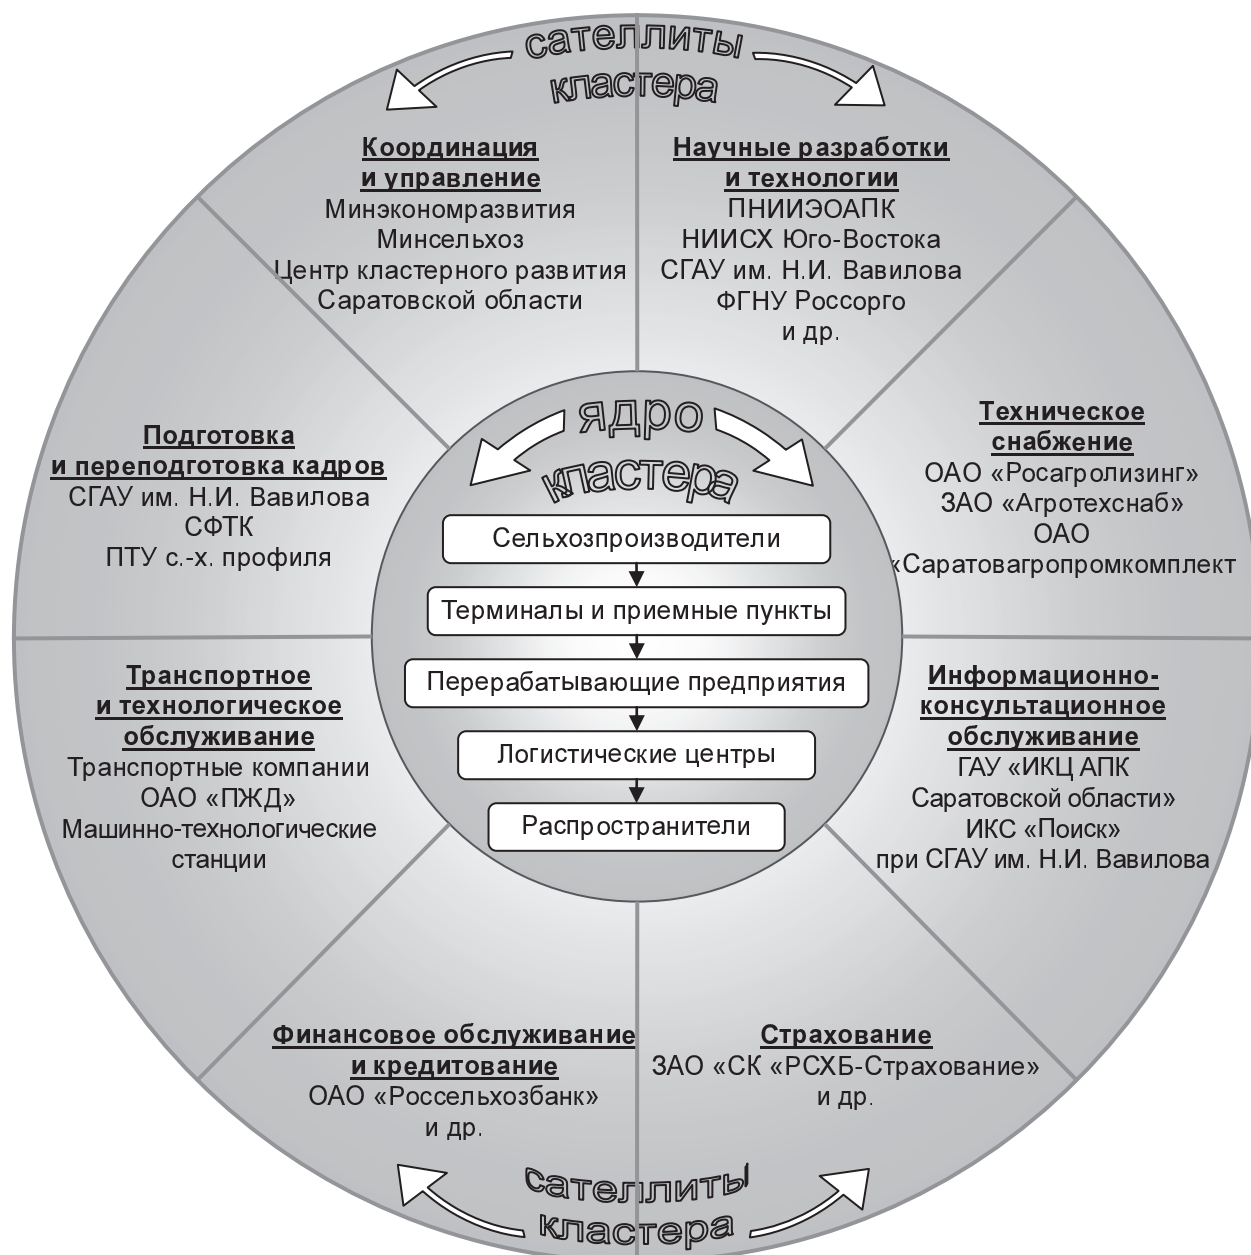 сателлиты
кластера
Координация
и управление
Минэкономразвития
Минсельхоз
Центр кластерного развития
Саратовской области
Научные разработки
и технологии
ПНИИЭОАПК
НИИСХ Юго-Востока
СГАУ им. Н.И. Вавилова
ФГНУ Россорго
и др.
Подготовка
и переподготовка кадров
СГАУ им. Н.И. Вавилова
СФТК
ПТУ с.-х. профиля
ядро
кластера
Сельхозпроизводители
Терминалы и приемные пункты
Перерабатывающие предприятия
Логистические центры
Распространители
Техническое
снабжение
ОАО «Росагролизинг»
ЗАО «Агротехснаб»
ОАО
«Саратовагропромкомплект
Транспортное
и технологическое
обслуживание
Транспортные компании
ОАО «ПЖД»
Машинно-технологические
станции
Информационно-
консультационное
обслуживание
ГАУ «ИКЦ АПК
Саратовской области»
ИКС «Поиск»
при СГАУ им. Н.И. Вавилова
Финансовое обслуживание
и кредитование
ОАО «Россельхозбанк»
и др.
Страхование
ЗАО «СК «РСХБ-Страхование»
и др.
сателлиты
кластера